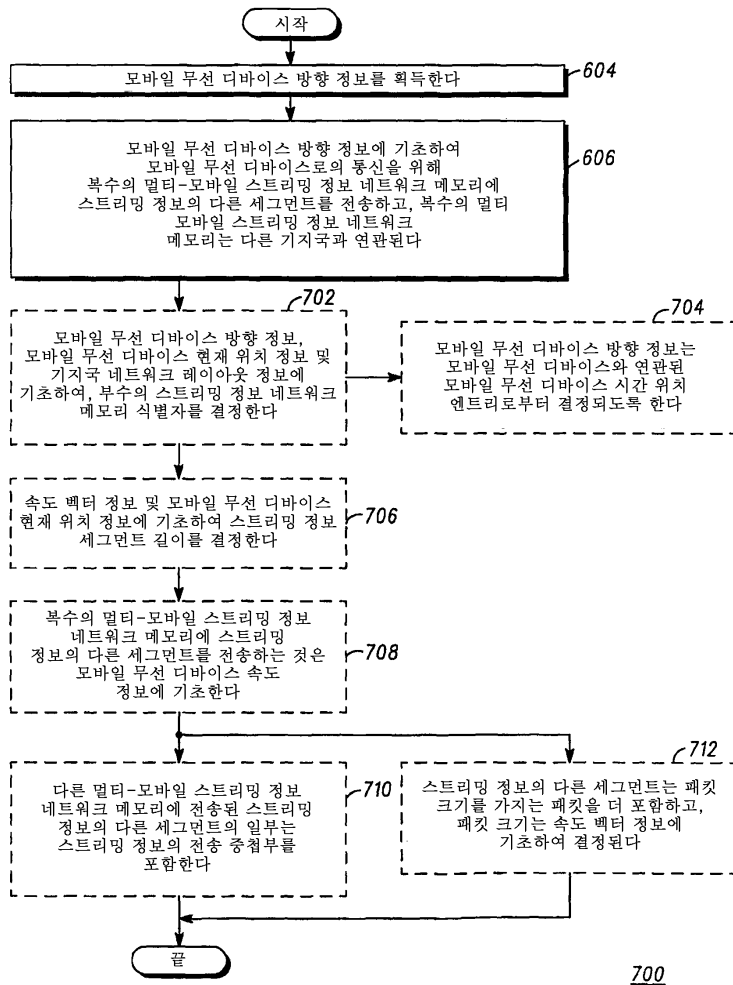 시작
모바일 무선 디바이스 방향 정보를 획득한다
604
모바일 무선 디바이스 방향 정보에 기초하여
모바일 무선 디바이스로의 통신을 위해
복수의 멀티-모바일 스트리밍 정보 네트워크 메모리에
스트리밍 정보의 다른 세그먼트를 전송하고, 복수의 멀티
모바일 스트리밍 정보 네트워크
메모리는 다른 기지국과 연관된다
606
702
모바일 무선 디바이스 방향 정보,
모바일 무선 디바이스 현재 위치 정보 및
기지국 네트워크 레이아웃 정보에
기초하여, 부수의 스트리밍 정보 네트워크
메모리 식별자를 결정한다
704
모바일 무선 디바이스 방향 정보는
모바일 무선 디바이스와 연관된
모바일 무선 디바이스 시간 위치
엔트리로부터 결정되도록 한다
속도 벡터 정보 및 모바일 무선 디바이스
현재 위치 정보에 기초하여 스트리밍 정보
세그먼트 길이를 결정한다
706
복수의 멀티-모바일 스트리밍 정보
네트워크 메모리에 스트리밍
정보의 다른 세그먼트를 전송하는 것은
모바일 무선 디바이스 속도
정보에 기초한다
708
다른 멀티-모바일 스트리밍 정보
네트워크 메모리에 전송된 스트리밍
정보의 다른 세그먼트의 일부는
스트리밍 정보의 전송 중첩부를
포함한다
710
712
스트리밍 정보의 다른 세그먼트는 패킷
크기를 가지는 패킷을 더 포함하고,
패킷 크기는 속도 벡터 정보에
기초하여 결정된다
끝
700